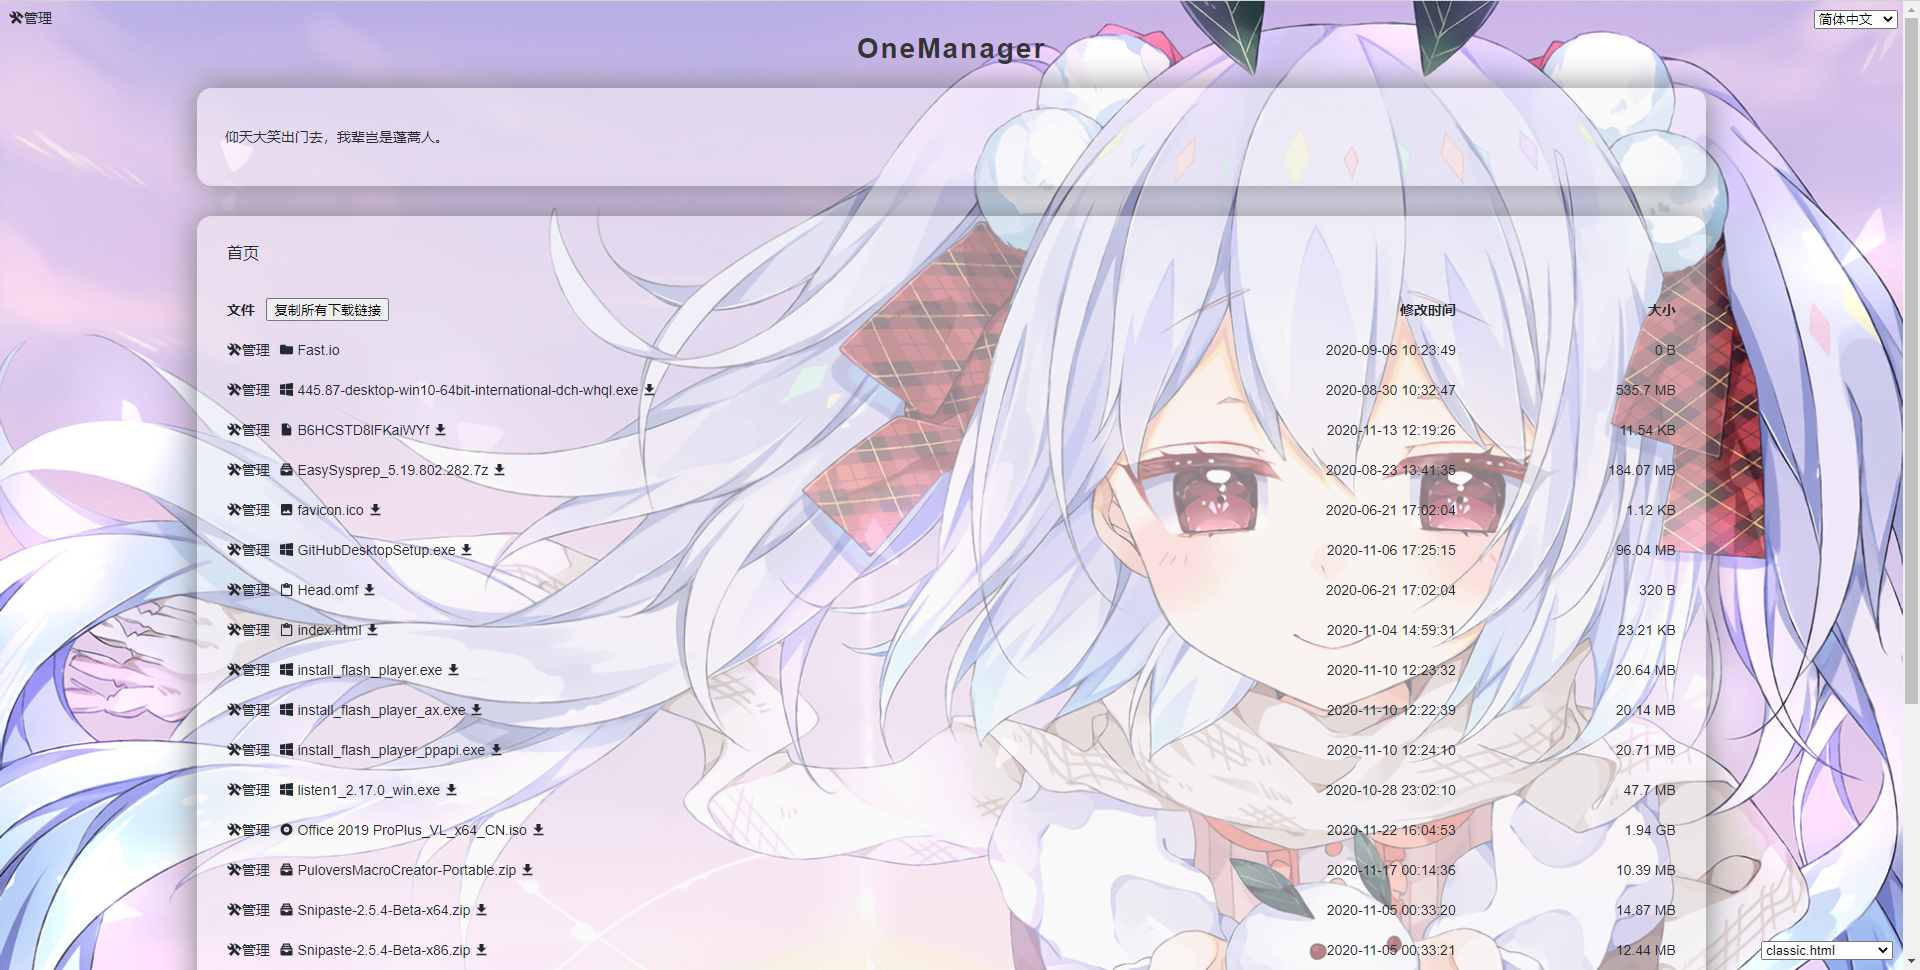 管理 简体中文
OneManager
仰天大笑出门去，我辈岂是蓬蒿人。
首页
文件 复制所有下载链接 修改时间 大小
管理 Fast.io 2020-09-06 10:23:49 0 B
管理 445.87-desktop-win10-64bit-international-dch-whql.exe 2020-08-30 10:32:47 535.7 MB
管理 B6HCSTD8IFKaiWYf 2020-11-13 12:19:26 11.54 KB
管理 EasySysprep_5.19.802.282.7z 2020-08-23 13:41:35 184.07 MB
管理 favicon.ico 2020-06-21 17:02:04 1.12 KB
管理 GitHubDesktopSetup.exe 2020-11-06 17:25:15 96.04 MB
管理 Head.omf 2020-06-21 17:02:04 320 B
管理 index.html 2020-11-04 14:59:31 23.21 KB
管理 install_flash_player.exe 2020-11-10 12:23:32 20.64 MB
管理 install_flash_player_ax.exe 2020-11-10 12:22:39 20.14 MB
管理 install_flash_player_ppapi.exe 2020-11-10 12:24:10 20.71 MB
管理 listen1_2.17.0_win.exe 2020-10-28 23:02:10 47.7 MB
管理 Office 2019 ProPlus_VL_x64_CN.iso 2020-11-22 16:04:53 1.94 GB
管理 PuloversMacroCreator-Portable.zip 2020-11-17 00:14:36 10.39 MB
管理 Snipaste-2.5.4-Beta-x64.zip 2020-11-05 00:33:20 14.87 MB
管理 Snipaste-2.5.4-Beta-x86.zip 2020-11-05 00:33:21 12.44 MB
classic.html